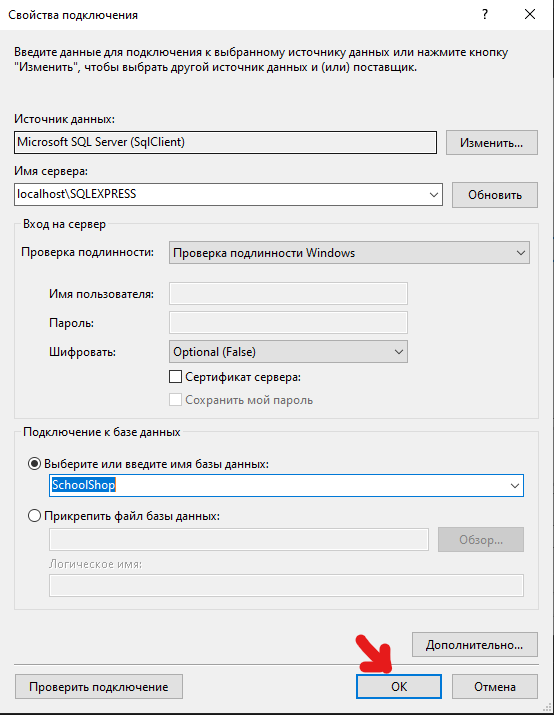 Свойства подключения
?
Введите данные для подключения к выбранному источнику данных или нажмите кнопку
"Изменить", чтобы выбрать другой источник данных и (или) поставщик.
Источник данных:
Microsoft SQL Server (SqlClient)
Изменить...
Имя сервера:
localhost\SQLEXPRESS
Обновить
Вход на сервер
Проверка подлинности:
Проверка подлинности Windows
Имя пользователя:
Пароль:
Шифровать:
Optional (False)
Сертификат сервера:
Сохранить мой пароль
Подключение к базе данных
Выберите или введите имя базы данных:
SchoolShop
Прикрепить файл базы данных:
Обзор...
Логическое имя:
Дополнительно...
Проверить подключение
ОК
Отмена